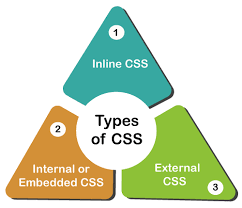 1
Inline CSS
Types
of CSS
2
Internal or
Embedded CSS
External
CSS
3